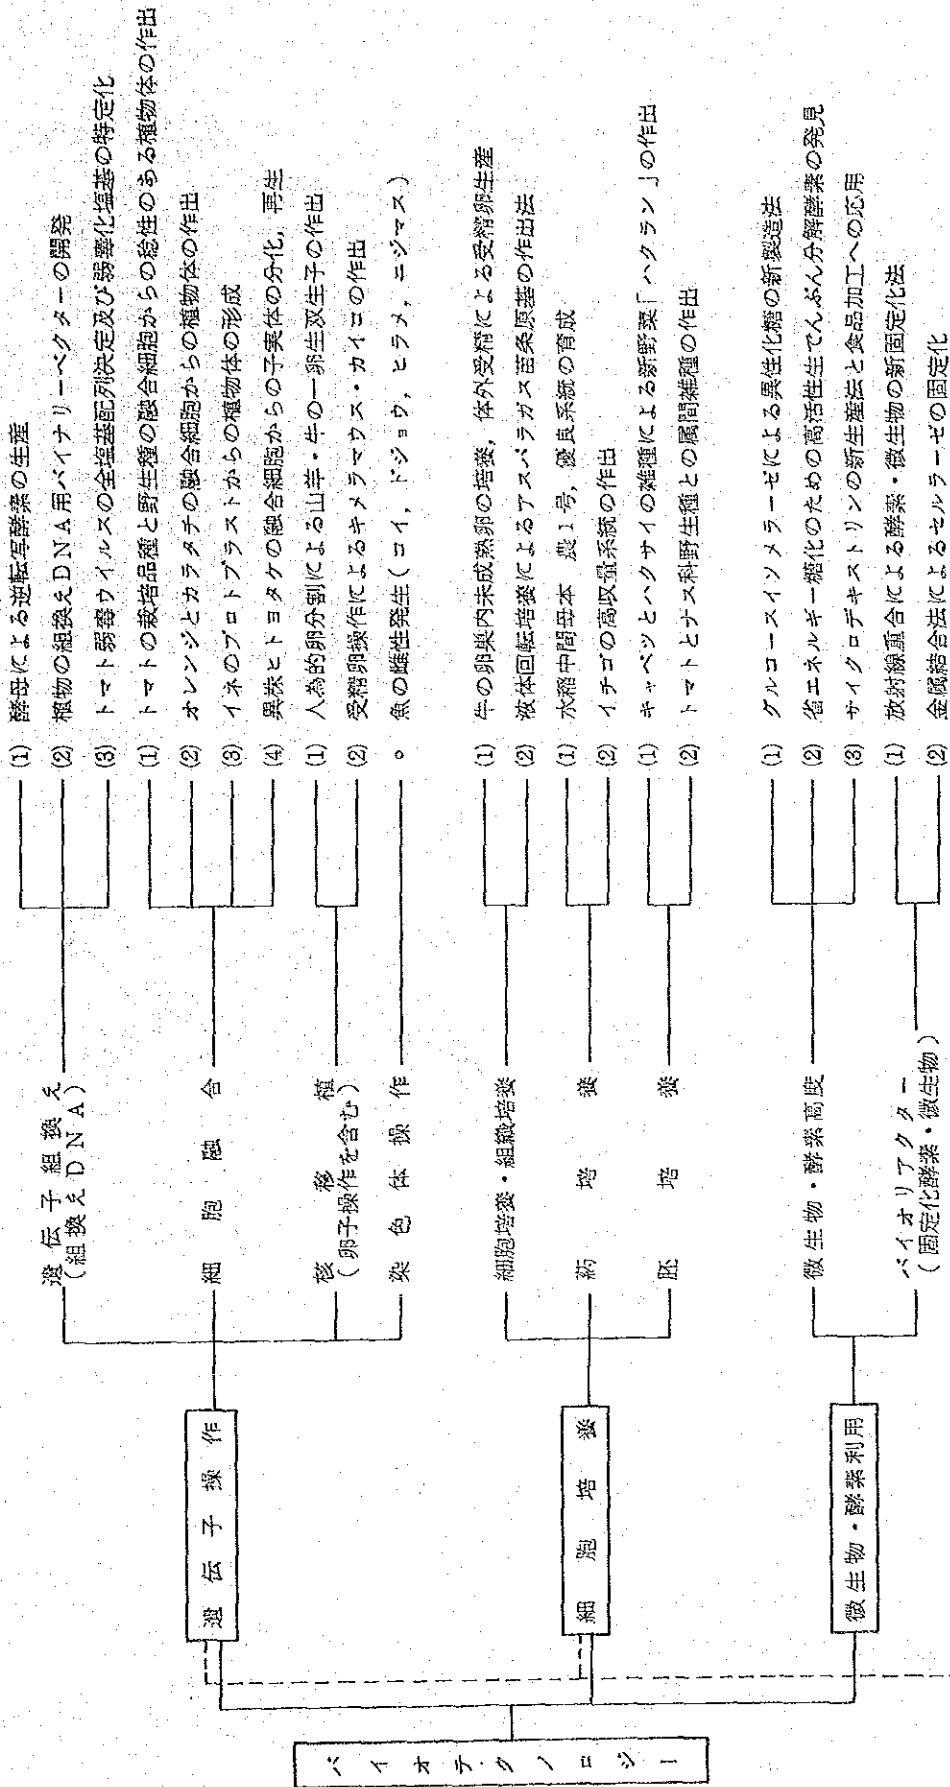 バイオテクノロジー
遺伝子操作
遺伝子組換え
(組換えDNA)
(1) 酵母による逆転写酵素の生産
(2) 植物の組換えDNA用バイナリーベクターの開発
(3) トマト弱毒ウイルスの全塩基配列決定及び弱毒化塩基の特定化
細胞融合
(1) トマトの栽培品種と野生種の融合細胞からの稔性のある植物体の作出
(2) オレンジとカラタチの融合細胞からの植物体の作出
(3) イネのプロトプラストからの植物体の形成
(4) 異株ヒトヨタケの融合細胞からの子実体の分化,再生
核移植
(卵子操作を含む)
(1) 人為的卵分割による山羊・牛の一卵生双生子の作出
(2) 受精卵操作によるキメラマウス・カイコの作出
染色体操作
○ 魚の雌性発生(コイ,ドジョウ,ヒラメ,ニジマス)
細胞培養
細胞培養・組織培養
(1) 牛の卵巣内未成熟卵の培養,体外受精による受精卵生産
(2) 液体回転培養によるアスパラガス苗条原基の作出法
葯培養
(1) 水稲中間母本 農1号,優良系統の育成
(2) イチゴの高収量系統の作出
胚培養
(1) キャベツとハクサイの雑種による新野菜「ハクラン」の作出
(2) トマトとナス科野生種との属間雑種の作出
微生物・酵素利用
微生物・酵素高度
(1) グルコースイソメラーゼによる異性化糖の新製造法
(2) 省エネルギー糖化のための高活性生でんぷん分解酵素の発見
(3) サイクロデキストリンの新生産法と食品加工への応用
バイオリアクター
(固定化酵素・微生物)
(1) 放射線重合による酵素・微生物の新固定化法
(2) 金属結合法によるセルラーゼの固定化